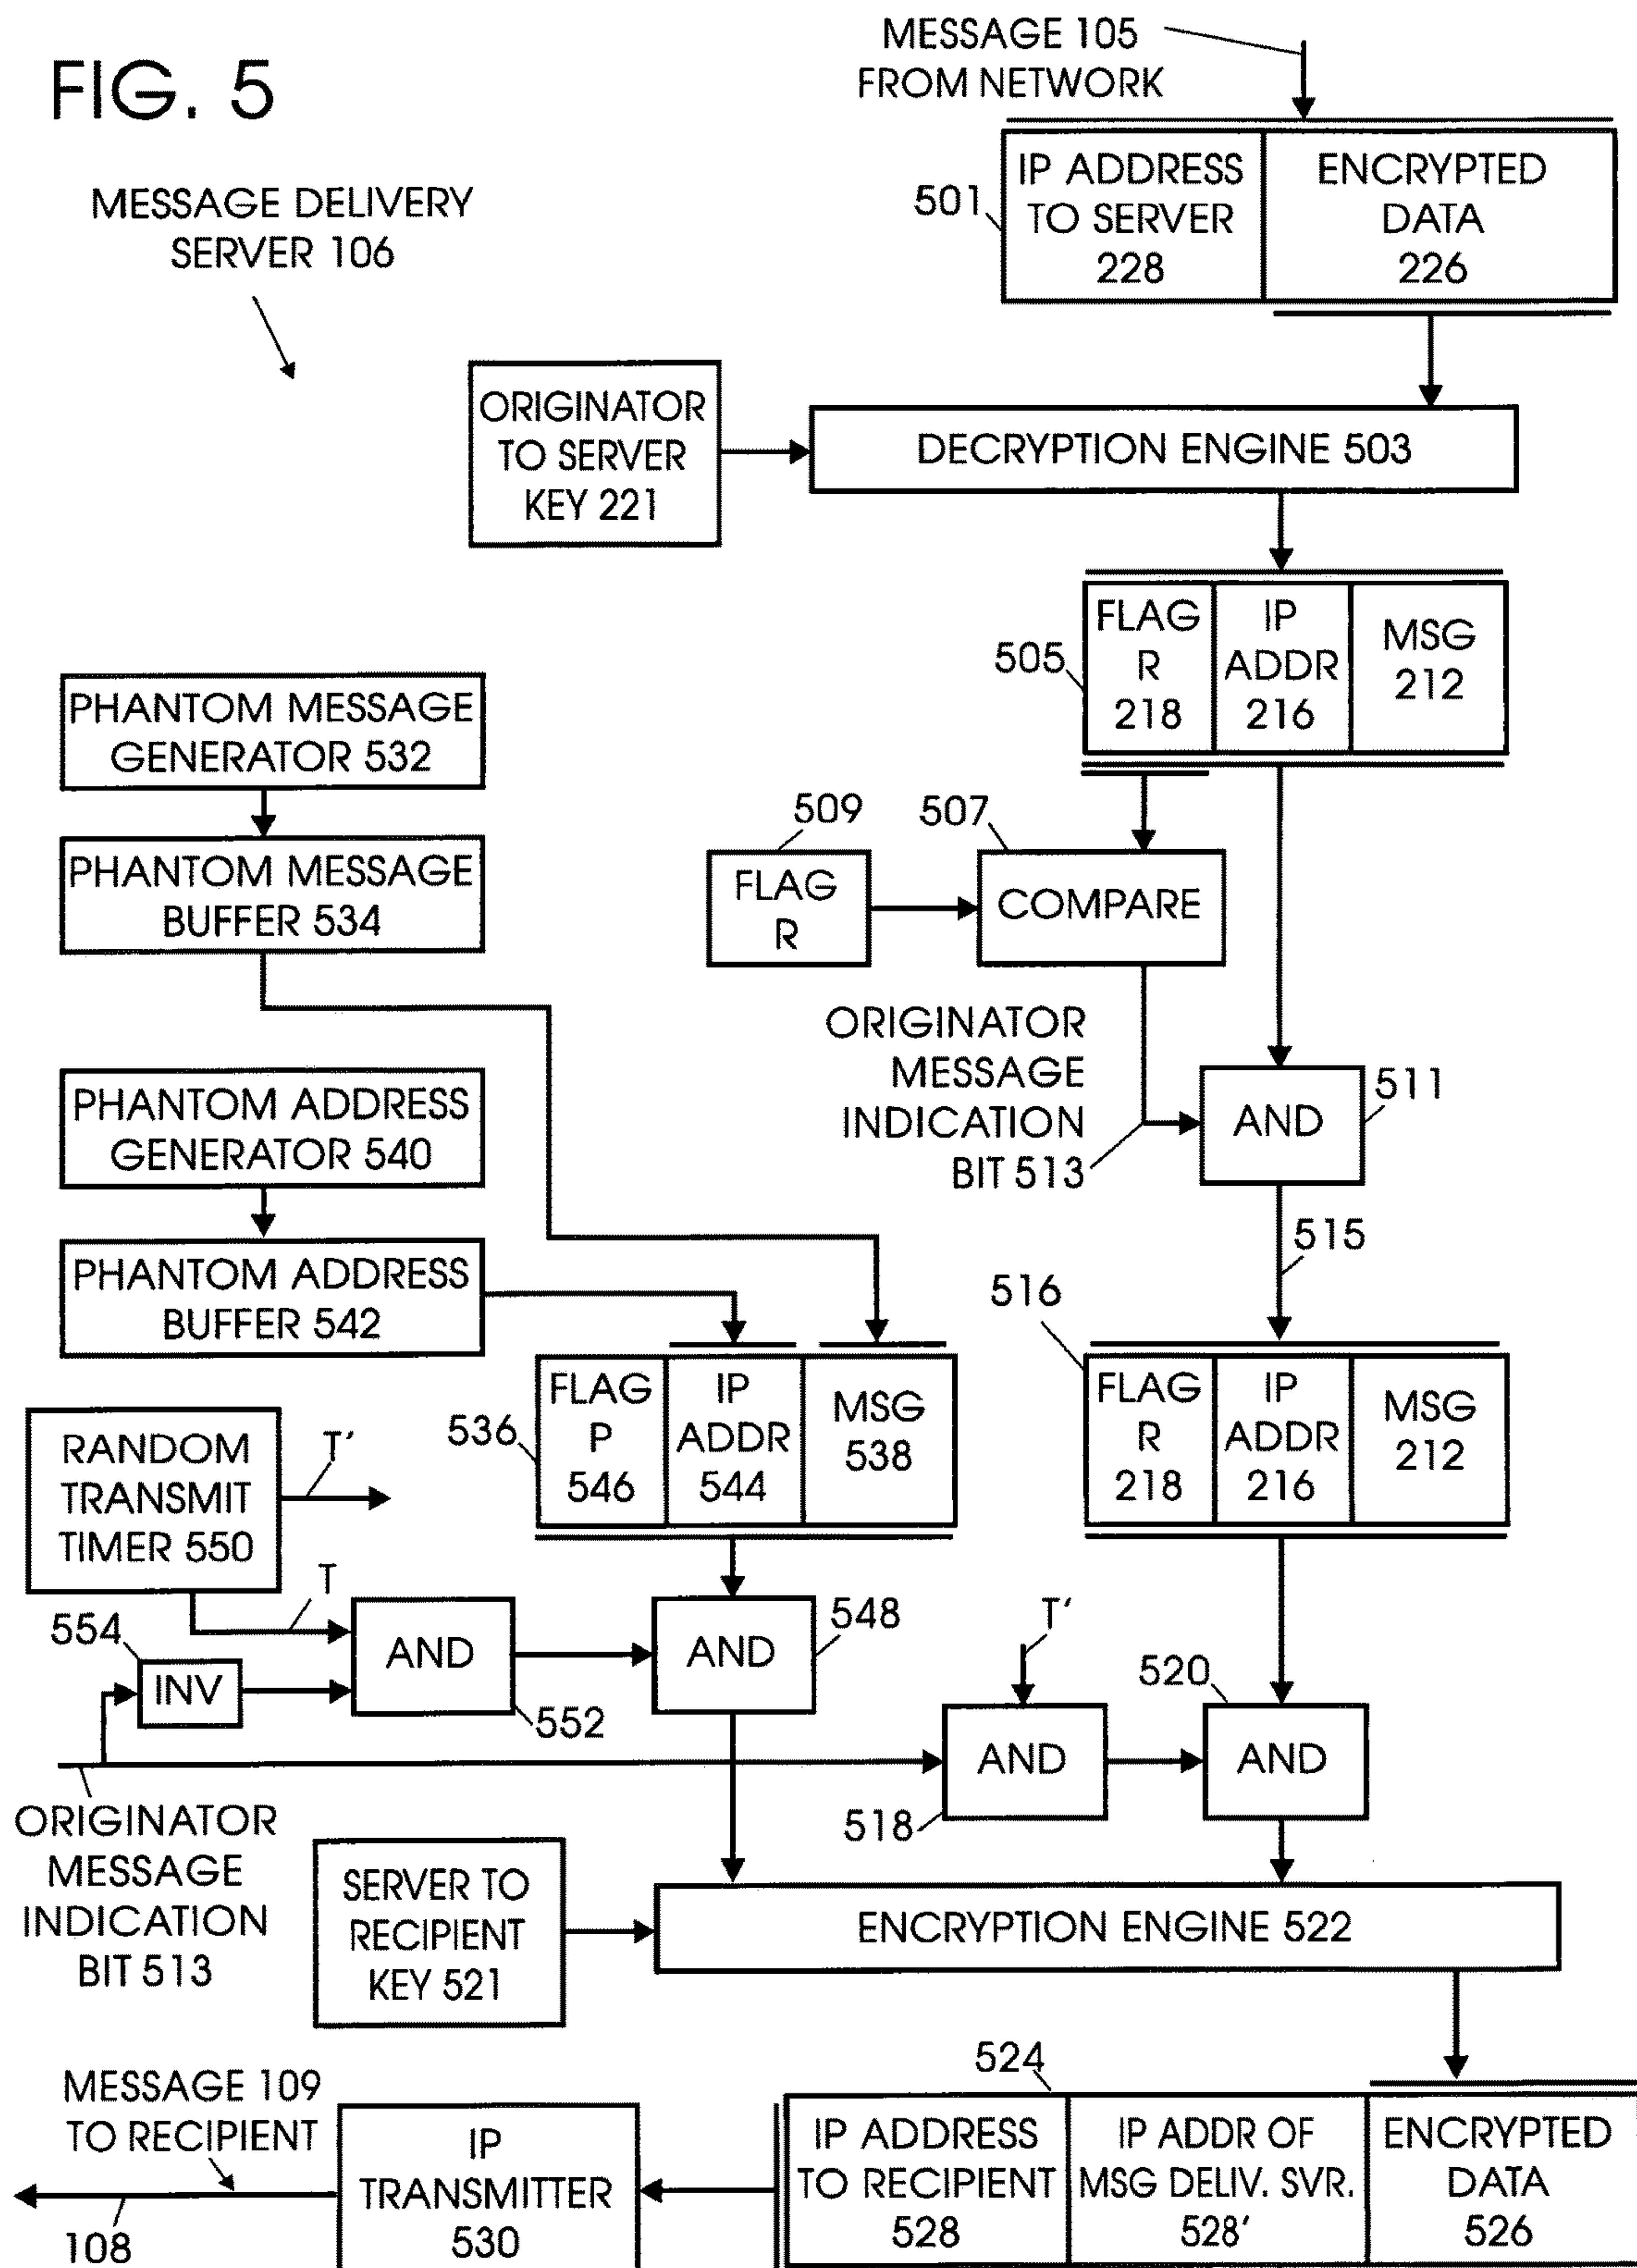 FIG. 5
MESSAGE 105
FROM NETWORK
MESSAGE DELIVERY
SERVER 106
501
IP ADDRESS
TO SERVER
228
ENCRYPTED
DATA
226
ORIGINATOR
TO SERVER
KEY 221
DECRYPTION ENGINE 503
505
FLAG
R
218
IP
ADDR
216
MSG
212
PHANTOM MESSAGE
GENERATOR 532
PHANTOM MESSAGE
BUFFER 534
509
FLAG
R
507
COMPARE
ORIGINATOR
MESSAGE
INDICATION
BIT 513
AND
511
515
PHANTOM ADDRESS
GENERATOR 540
PHANTOM ADDRESS
BUFFER 542
516
FLAG
R
218
IP
ADDR
216
MSG
212
536
FLAG
P
546
IP
ADDR
544
MSG
538
RANDOM
TRANSMIT
TIMER 550
T'
T
554
INV
AND
552
AND
548
T'
AND
518
520
AND
ORIGINATOR
MESSAGE
INDICATION
BIT 513
SERVER TO
RECIPIENT
KEY 521
ENCRYPTION ENGINE 522
524
IP ADDRESS
TO RECIPIENT
528
IP ADDR OF
MSG DELIV. SVR.
528'
ENCRYPTED
DATA
526
IP
TRANSMITTER
530
MESSAGE 109
TO RECIPIENT
108